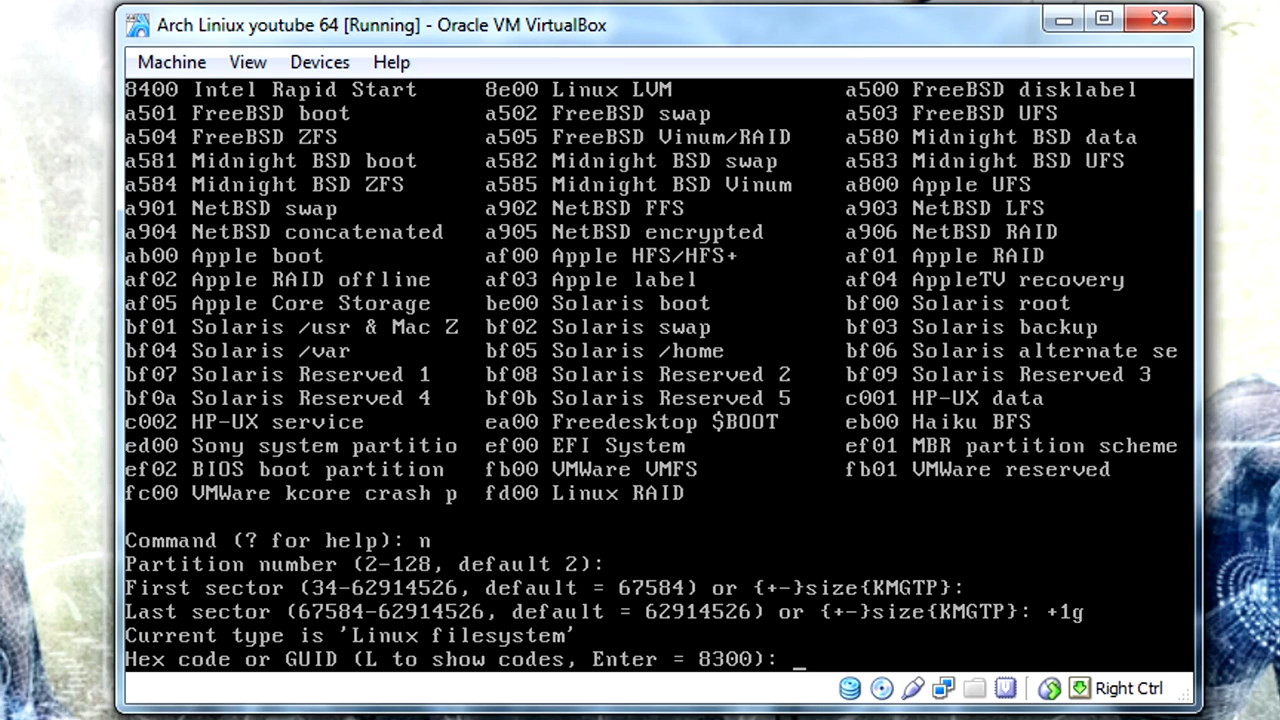 Arch Liniux youtube 64 [Running] - Oracle VM VirtualBox
Machine View Devices Help
8400 Intel Rapid Start 8e00 Linux LVM a500 FreeBSD disklabel
a501 FreeBSD boot a502 FreeBSD swap a503 FreeBSD UFS
a504 FreeBSD ZFS a505 FreeBSD Vinum/RAID a580 Midnight BSD data
a581 Midnight BSD boot a582 Midnight BSD swap a583 Midnight BSD UFS
a584 Midnight BSD ZFS a585 Midnight BSD Vinum a800 Apple UFS
a901 NetBSD swap a902 NetBSD FFS a903 NetBSD LFS
a904 NetBSD concatenated a905 NetBSD encrypted a906 NetBSD RAID
ab00 Apple boot af00 Apple HFS/HFS+ af01 Apple RAID
af02 Apple RAID offline af03 Apple label af04 AppleTV recovery
af05 Apple Core Storage be00 Solaris boot bf00 Solaris root
bf01 Solaris /usr & Mac Z bf02 Solaris swap bf03 Solaris backup
bf04 Solaris /var bf05 Solaris /home bf06 Solaris alternate se
bf07 Solaris Reserved 1 bf08 Solaris Reserved 2 bf09 Solaris Reserved 3
bf0a Solaris Reserved 4 bf0b Solaris Reserved 5 c001 HP-UX data
c002 HP-UX service ea00 Freedesktop $BOOT eb00 Haiku BFS
ed00 Sony system partitio ef00 EFI System ef01 MBR partition scheme
ef02 BIOS boot partition fb00 VMWare VMFS fb01 VMWare reserved
fc00 VMWare kcore crash p fd00 Linux RAID
Command (? for help): n
Partition number (2-128, default 2):
First sector (34-62914526, default = 67584) or {+-}size{KMGTP}:
Last sector (67584-62914526, default = 62914526) or {+-}size{KMGTP}: +1g
Current type is 'Linux filesystem'
Hex code or GUID (L to show codes, Enter = 8300): _
Right Ctrl